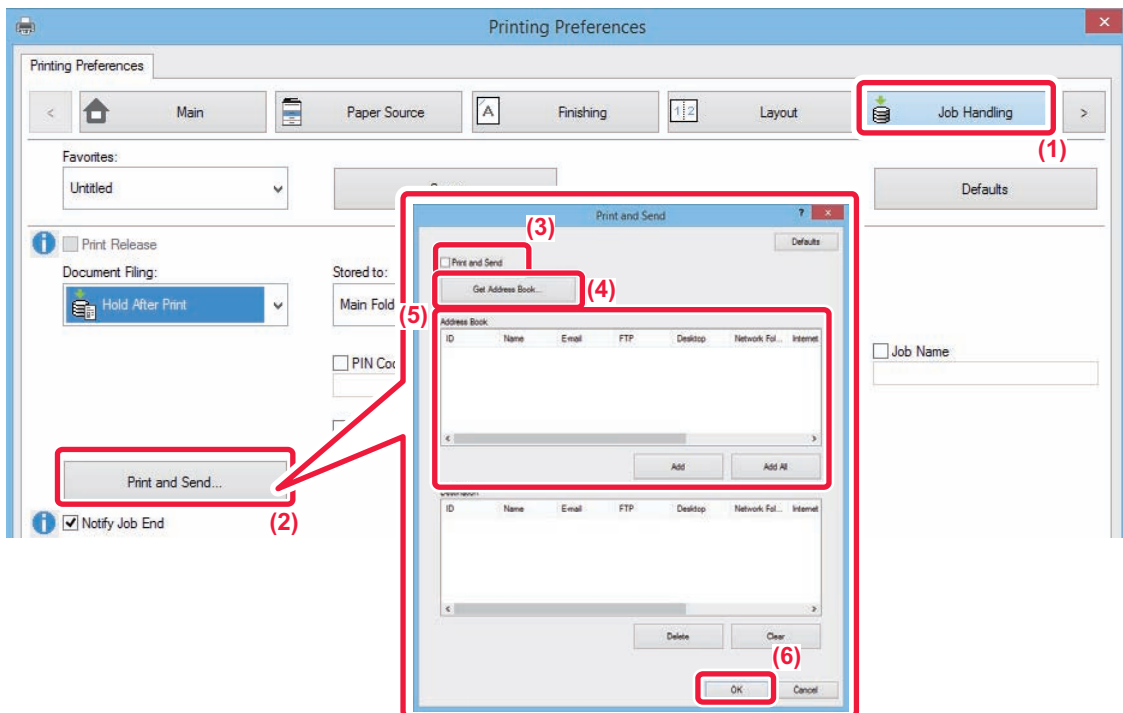 Printing Preferences
Printing Preferences
< Main Paper Source Finishing Layout Job Handling >
(1)
Favorites:
Untitled
Defaults
Print Release
Document Filing:
Stored to:
Hold After Print
Main Fold
PIN Coc
Job Name
Print and Send...
(2)
Notify Job End
Print and Send
Defaults
(3)
Print and Send
Get Address Book...
(4)
(5)
Address Book:
ID Name E-mail FTP Desktop Network Fol... Internet
< >
Add Add All
ID Name E-mail FTP Desktop Network Fol... Internet
< >
Delete Clear
(6)
OK Cancel